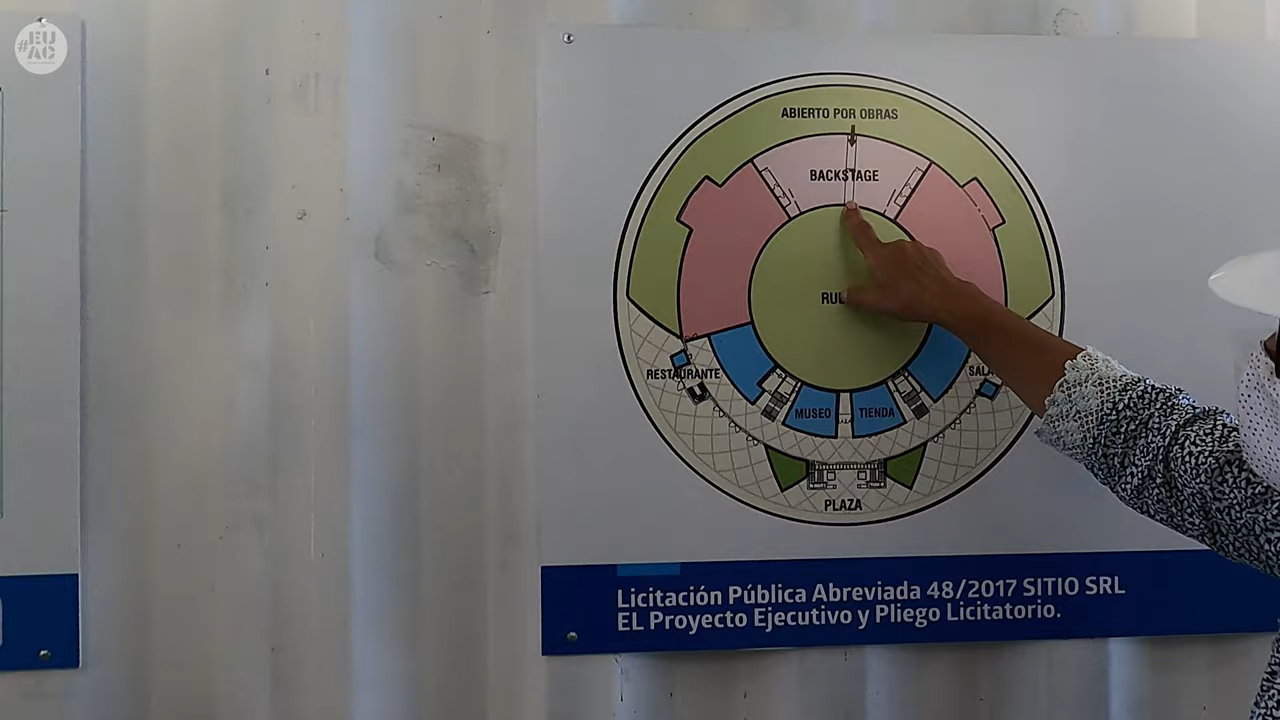 #EU
AC
ABIERTO POR OBRAS
BACKSTAGE
RESTAURANTE
MUSEO
TIENDA
PLAZA
Licitación Pública Abreviada 48/2017 SITIO SRL
EL Proyecto Ejecutivo y Pliego Licitatorio.